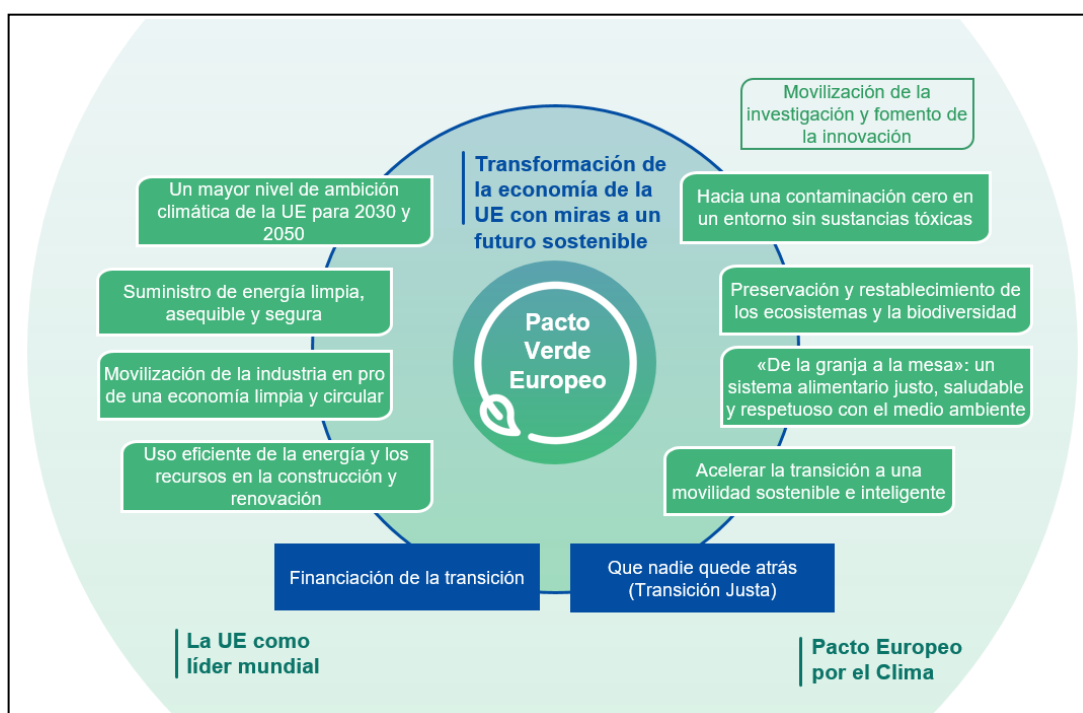 Movilización de la
investigación y fomento de
la innovación
Transformación de
la economía de la
UE con miras a un
futuro sostenible
Un mayor nivel de ambición
climática de la UE para 2030 y
2050
Hacia una contaminación cero en
un entorno sin sustancias tóxicas
Suministro de energía limpia,
asequible y segura
Preservación y restablecimiento de
los ecosistemas y la biodiversidad
Pacto
Verde
Europeo
Movilización de la industria en pro
de una economía limpia y circular
«De la granja a la mesa»: un
sistema alimentario justo, saludable
y respetuoso con el medio ambiente
Uso eficiente de la energía y los
recursos en la construcción y
renovación
Acelerar la transición a una
movilidad sostenible e inteligente
Financiación de la transición
Que nadie quede atrás
(Transición Justa)
La UE como
líder mundial
Pacto Europeo
por el Clima